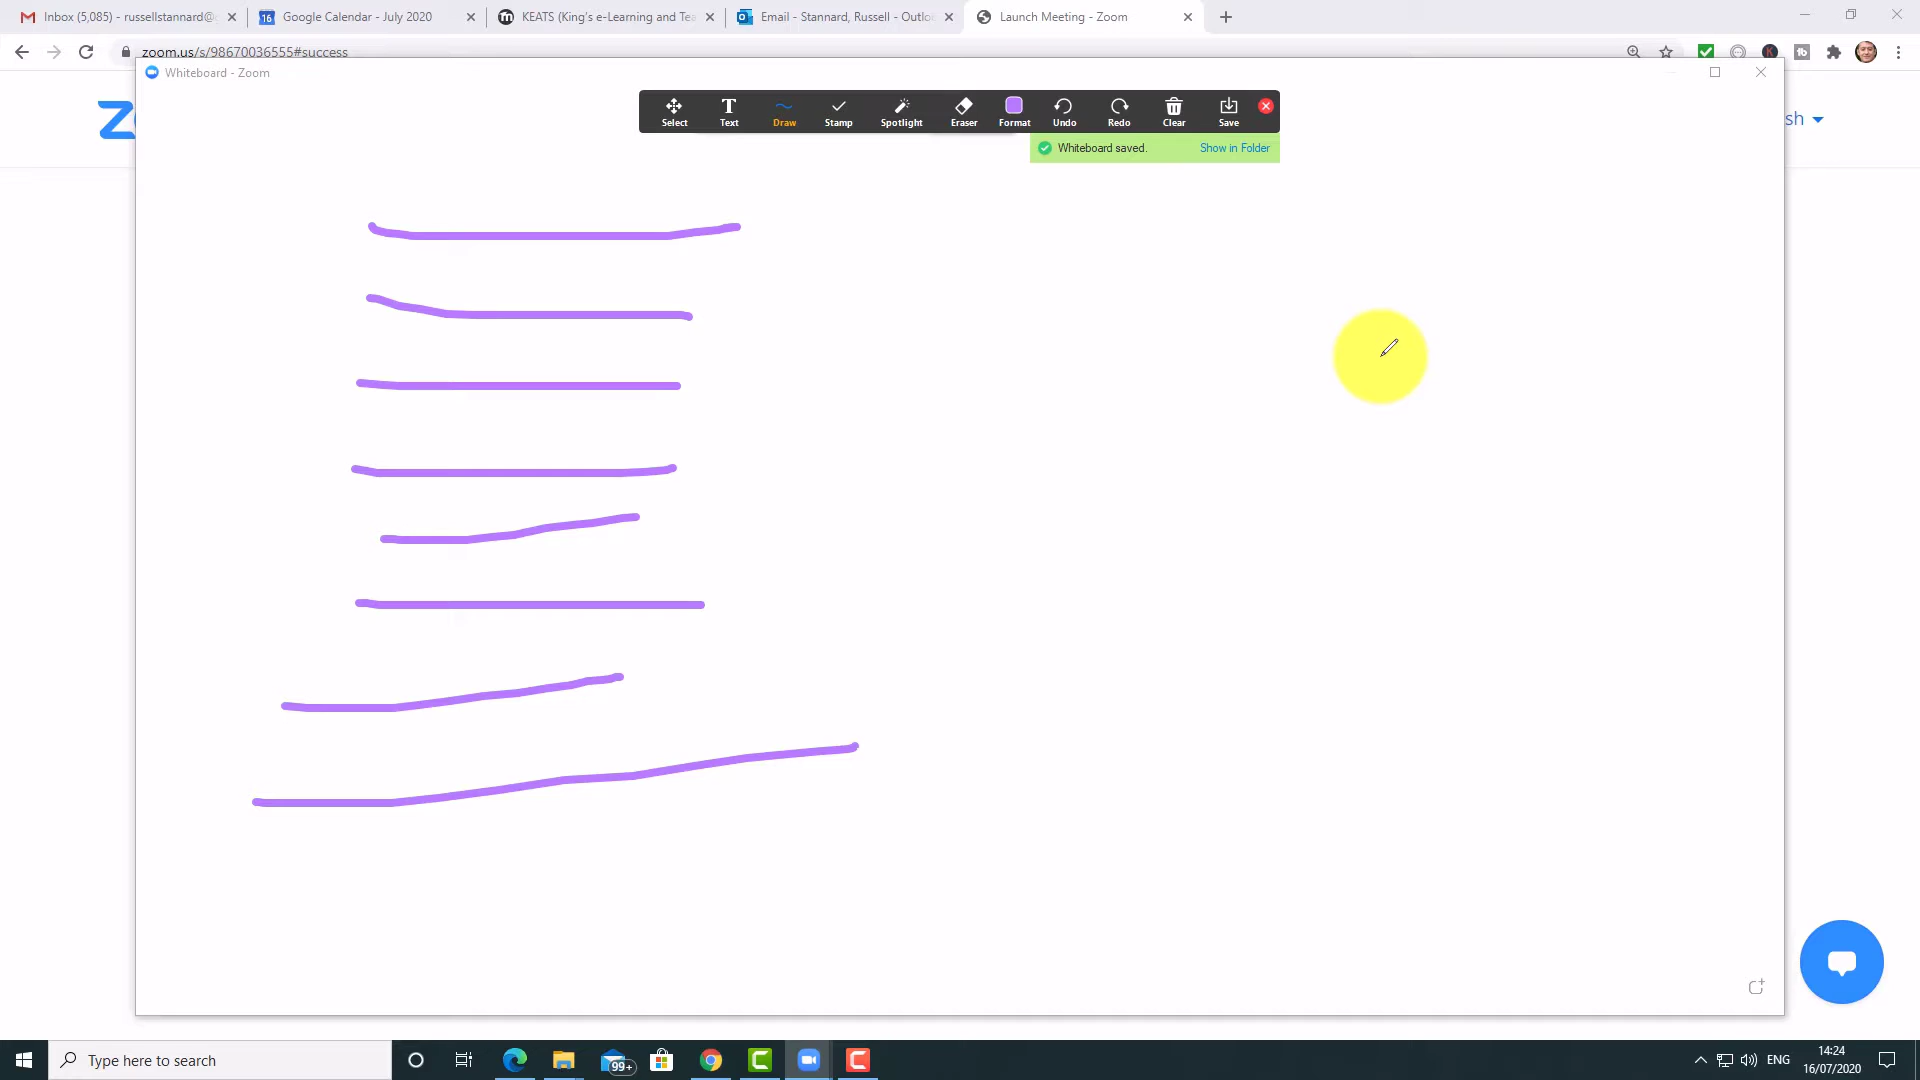 Inbox (5,085) - russellstannard@
16
Google Calendar - July 2020
m
KEATS (King's e-Learning and Tea
Email - Stannard, Russell - Outlo
Launch Meeting - Zoom
zoom.us/s/98670036555#success
K
Whiteboard - Zoom
Select
T
Text
Draw
Stamp
Spotlight
Eraser
Format
Undo
Redo
Clear
Save
Whiteboard saved.
Show in Folder
sh
Type here to search
99+
ENG
14:24
16/07/2020